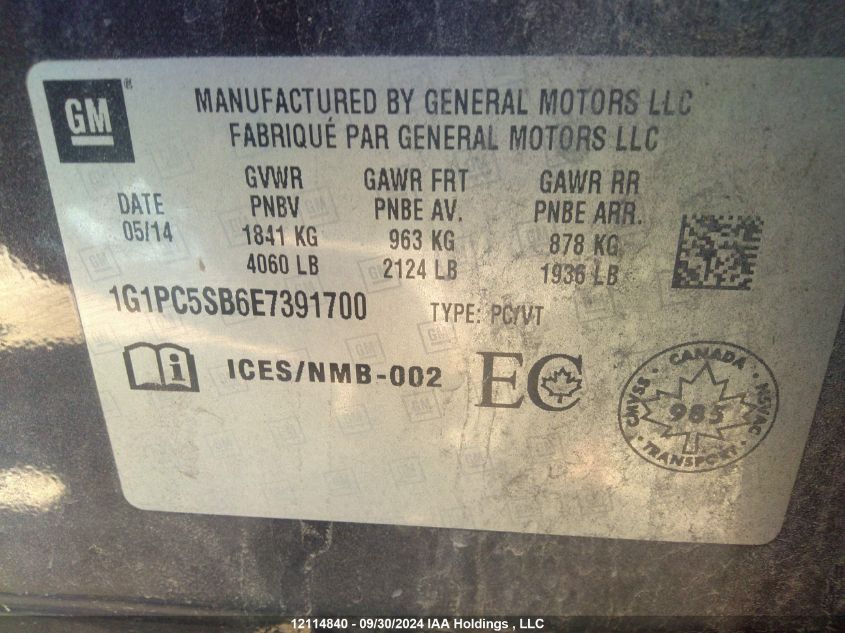 GM®
MANUFACTURED BY GENERAL MOTORS LLC
FABRIQUÉ PAR GENERAL MOTORS LLC
DATE
05/14
GVWR
PNBV
1841 KG
4060 LB
GAWR FRT
PNBE AV.
963 KG
2124 LB
GAWR RR
PNBE ARR.
878 KG
1936 LB
1G1PC5SB6E7391700
TYPE: PC/VT
ICES/NMB-002
EC
CANADA
CMVSS
NSVAC
985
TRANSPORT
12114840 - 09/30/2024 IAA Holdings , LLC